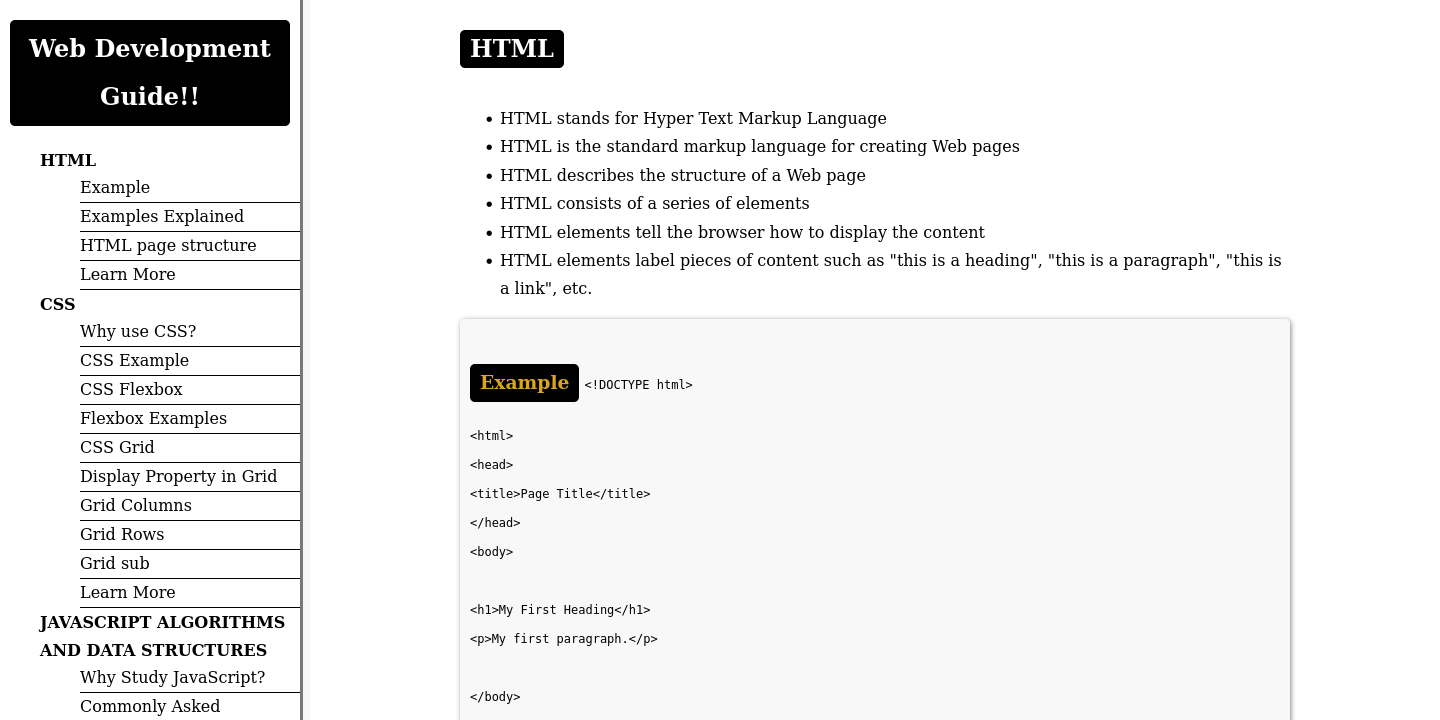 Web Development
Guide!!
HTML
Example
Examples Explained
HTML page structure
Learn More
CSS
Why use CSS?
CSS Example
CSS Flexbox
Flexbox Examples
CSS Grid
Display Property in Grid
Grid Columns
Grid Rows
Grid sub
Learn More
JAVASCRIPT ALGORITHMS
AND DATA STRUCTURES
Why Study JavaScript?
Commonly Asked
HTML
• HTML stands for Hyper Text Markup Language
• HTML is the standard markup language for creating Web pages
• HTML describes the structure of a Web page
• HTML consists of a series of elements
• HTML elements tell the browser how to display the content
• HTML elements label pieces of content such as "this is a heading", "this is a paragraph", "this is
a link", etc.
Example <!DOCTYPE html>
<html>
<head>
<title>Page Title</title>
</head>
<body>
<h1>My First Heading</h1>
<p>My first paragraph.</p>
</body>